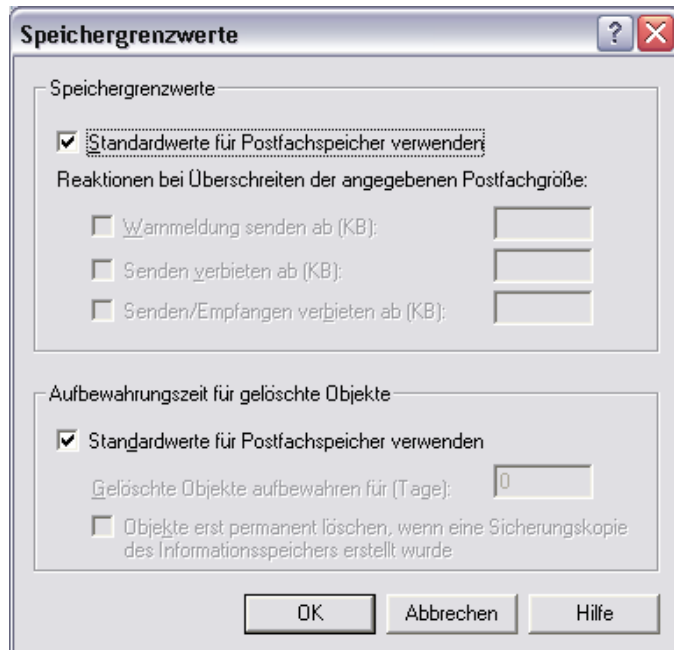 Speichergrenzwerte
Speichergrenzwerte
Standardwerte für Postfachspeicher verwenden
Reaktionen bei Überschreiten der angegebenen Postfachgröße:
Warnmeldung senden ab (KB):
Senden verbieten ab (KB):
Senden/Empfangen verbieten ab (KB):
Aufbewahrungszeit für gelöschte Objekte
Standardwerte für Postfachspeicher verwenden
Gelöschte Objekte aufbewahren für (Tage): 0
Objekte erst permanent löschen, wenn eine Sicherungskopie
des Informationsspeichers erstellt wurde
OK Abbrechen Hilfe